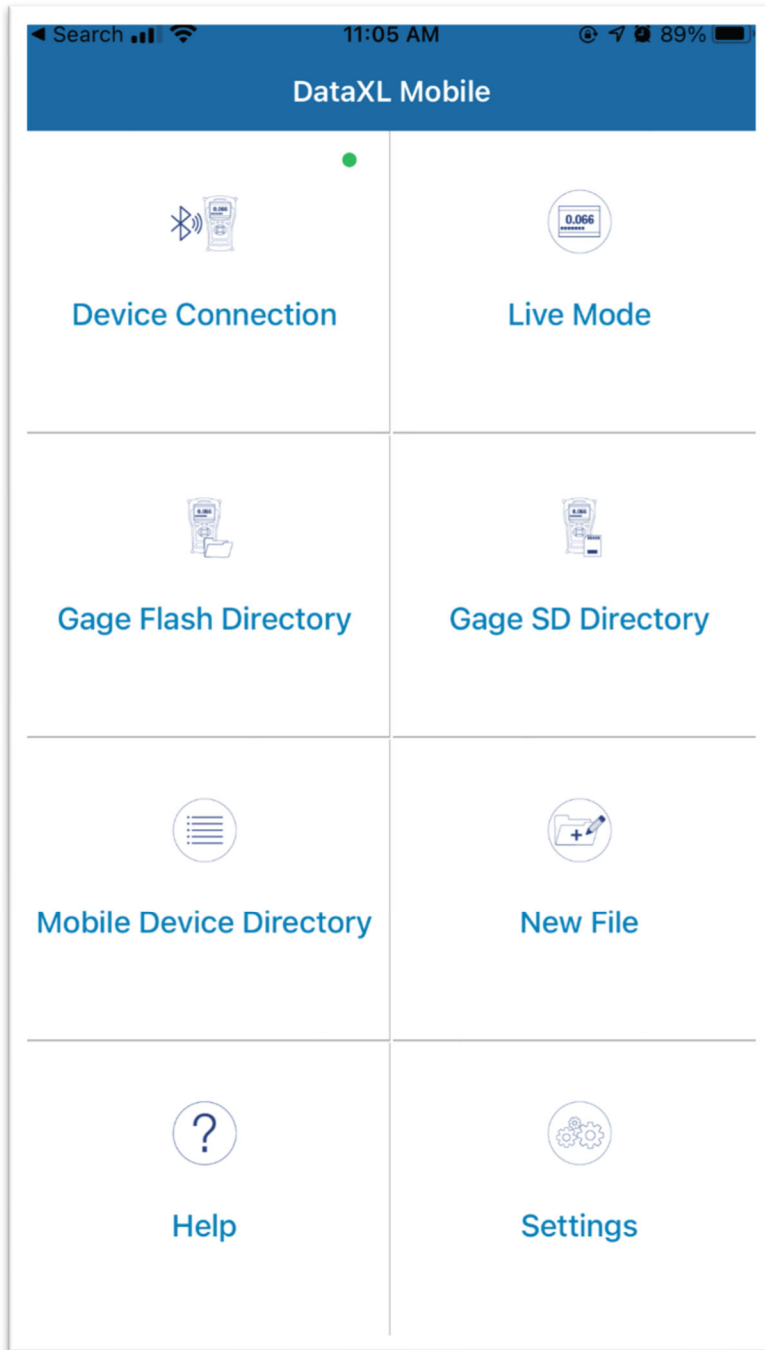 ◀ Search 11:05 AM 89%
DataXL Mobile
0.066
0.066
Device Connection
Live Mode
0.066
0.066
Gage Flash Directory
Gage SD Directory
Mobile Device Directory
New File
?
Help
Settings